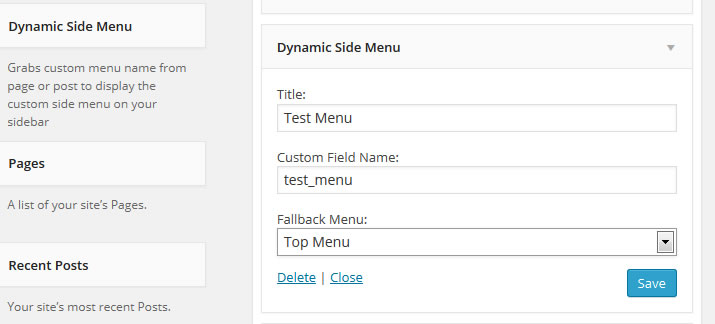 Dynamic Side Menu
Grabs custom menu name from
page or post to display the
custom side menu on your
sidebar
Pages
A list of your site's Pages.
Recent Posts
Your site's most recent Posts.
Dynamic Side Menu
Title:
Test Menu
Custom Field Name:
test_menu
Fallback Menu:
Top Menu
Delete | Close
Save